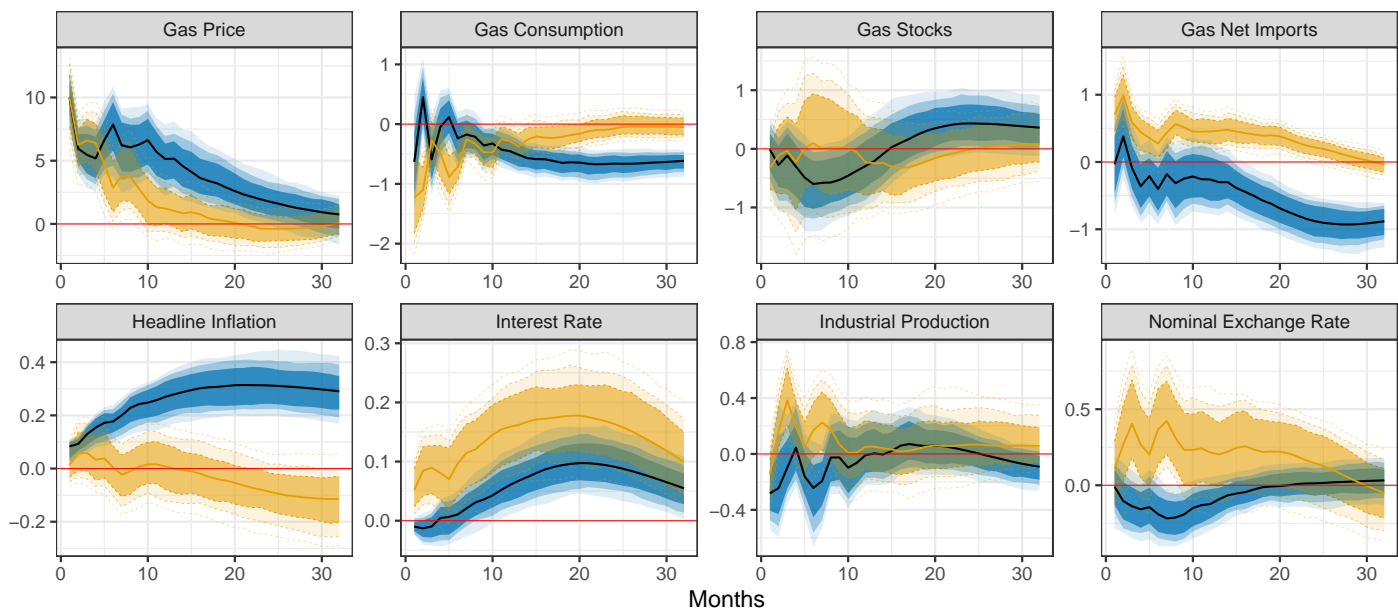 Gas Price
Gas Consumption
Gas Stocks
Gas Net Imports
10
5
0
0 10 20 30
1
0
−1
−2
0 10 20 30
1
0
−1
0 10 20 30
1
0
−1
0 10 20 30
Headline Inflation
Interest Rate
Industrial Production
Nominal Exchange Rate
0.4
0.2
0.0
−0.2
0 10 20 30
0.3
0.2
0.1
0.0
0 10 20 30
0.8
0.4
0.0
−0.4
0 10 20 30
0.5
0.0
0 10 20 30
Months